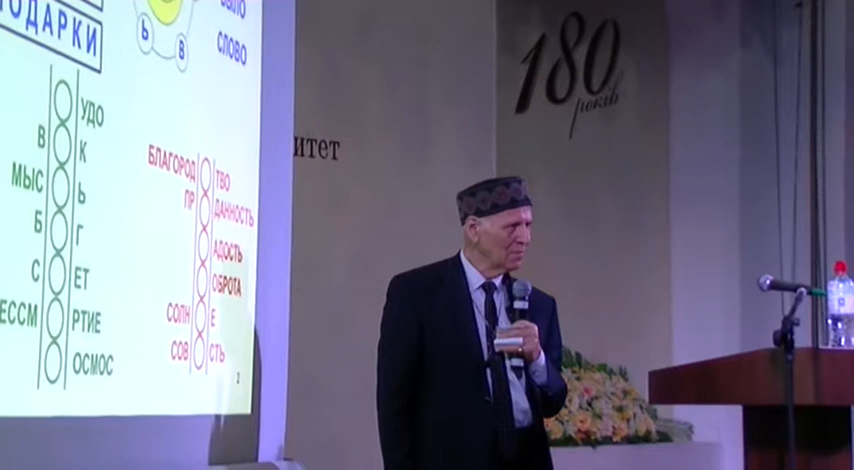 ПОДАРКИ
БЫЛО
СЛОВО
Ь
В
УДО
В
К
МЫС
Ь
Б
Г
С
ЕТ
ЕССМ
РТИЕ
ОСМОС
БЛАГОРОД
ТВО
ПР
ДАННОСТЬ
АДОСТЬ
ОБРОТА
СОЛН
Е
СОВ
СТЬ
2
итет
180
років